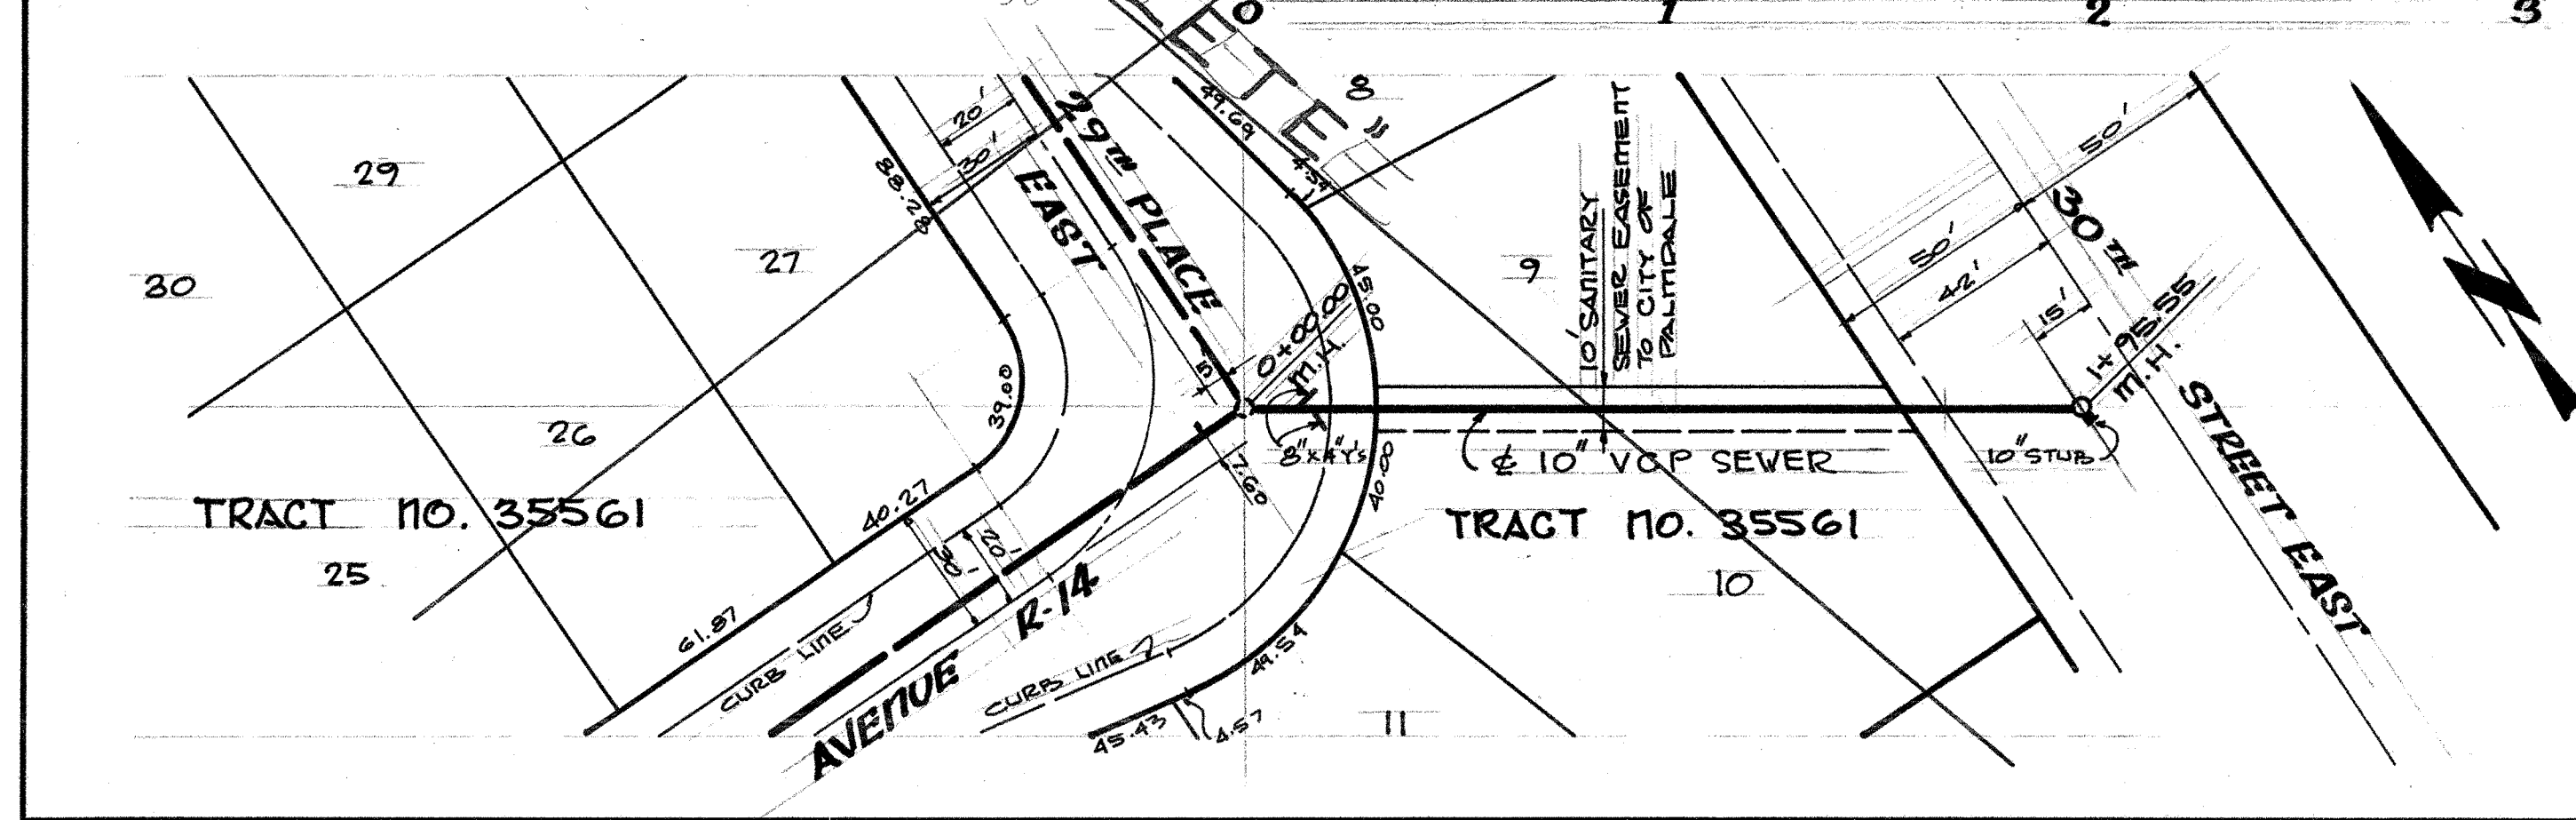 0
1
2
3
ETE"
8
29
20'
30'
88.28
29TH PLACE
EAST
49.69
4.54
10' SANITARY
SEWER EASEMENT
TO CITY OF
PALMDALE
50'
50'
42'
15'
30TH
STREET EAST
N
30
27
9
45.00
0+00.00
M.H.
5'
1+95.55
M.H.
39.00
26
8"x4"Y's
7.60
40.00
℄ 10" VCP SEWER
10" STUB
TRACT NO. 35561
40.27
TRACT NO. 35561
25
30'
20'
10
61.87
CURB LINE
AVENUE R-14
CURB LINE
49.54
45.43
4.57
11